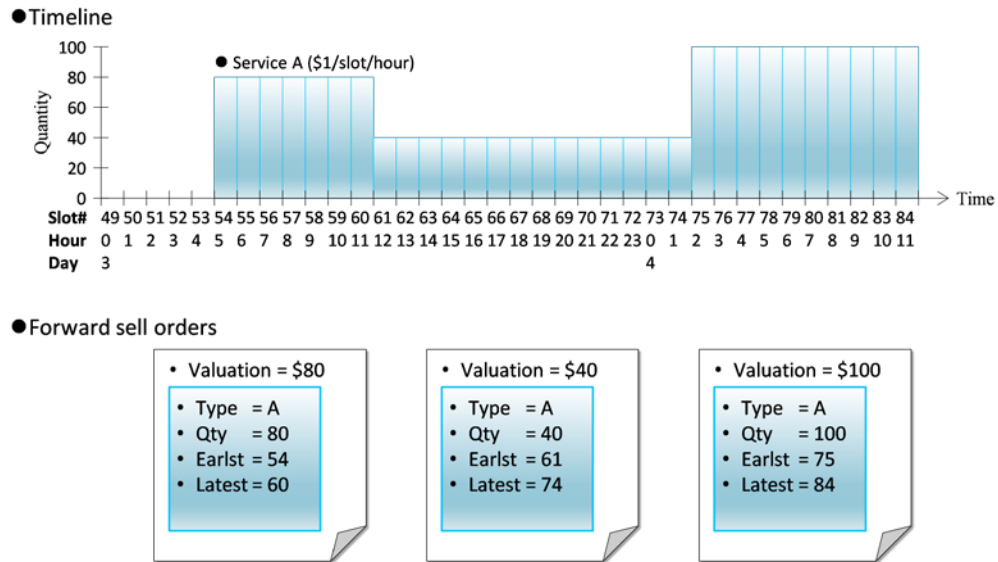 ●Timeline
100
80
60
40
20
0
Quantity
● Service A ($1/slot/hour)
Time
Slot# 49 50 51 52 53 54 55 56 57 58 59 60 61 62 63 64 65 66 67 68 69 70 71 72 73 74 75 76 77 78 79 80 81 82 83 84
Hour 0 1 2 3 4 5 6 7 8 9 10 11 12 13 14 15 16 17 18 19 20 21 22 23 0 1 2 3 4 5 6 7 8 9 10 11
Day 3 4
●Forward sell orders
• Valuation = $80
• Type = A
• Qty = 80
• Earlst = 54
• Latest = 60
• Valuation = $40
• Type = A
• Qty = 40
• Earlst = 61
• Latest = 74
• Valuation = $100
• Type = A
• Qty = 100
• Earlst = 75
• Latest = 84